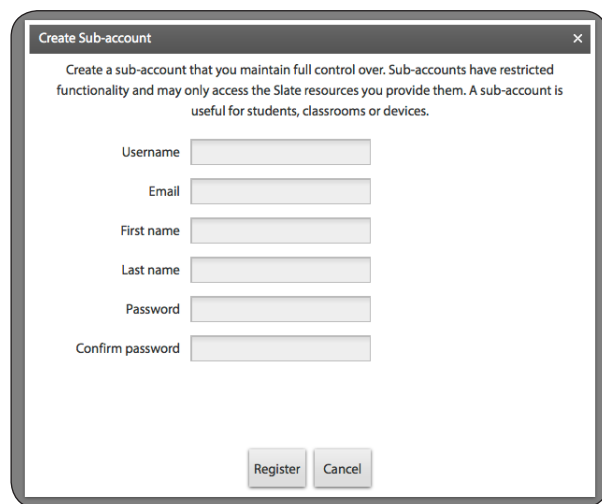 Create Sub-account ×
Create a sub-account that you maintain full control over. Sub-accounts have restricted
functionality and may only access the Slate resources you provide them. A sub-account is
useful for students, classrooms or devices.
Username
Email
First name
Last name
Password
Confirm password
Register Cancel